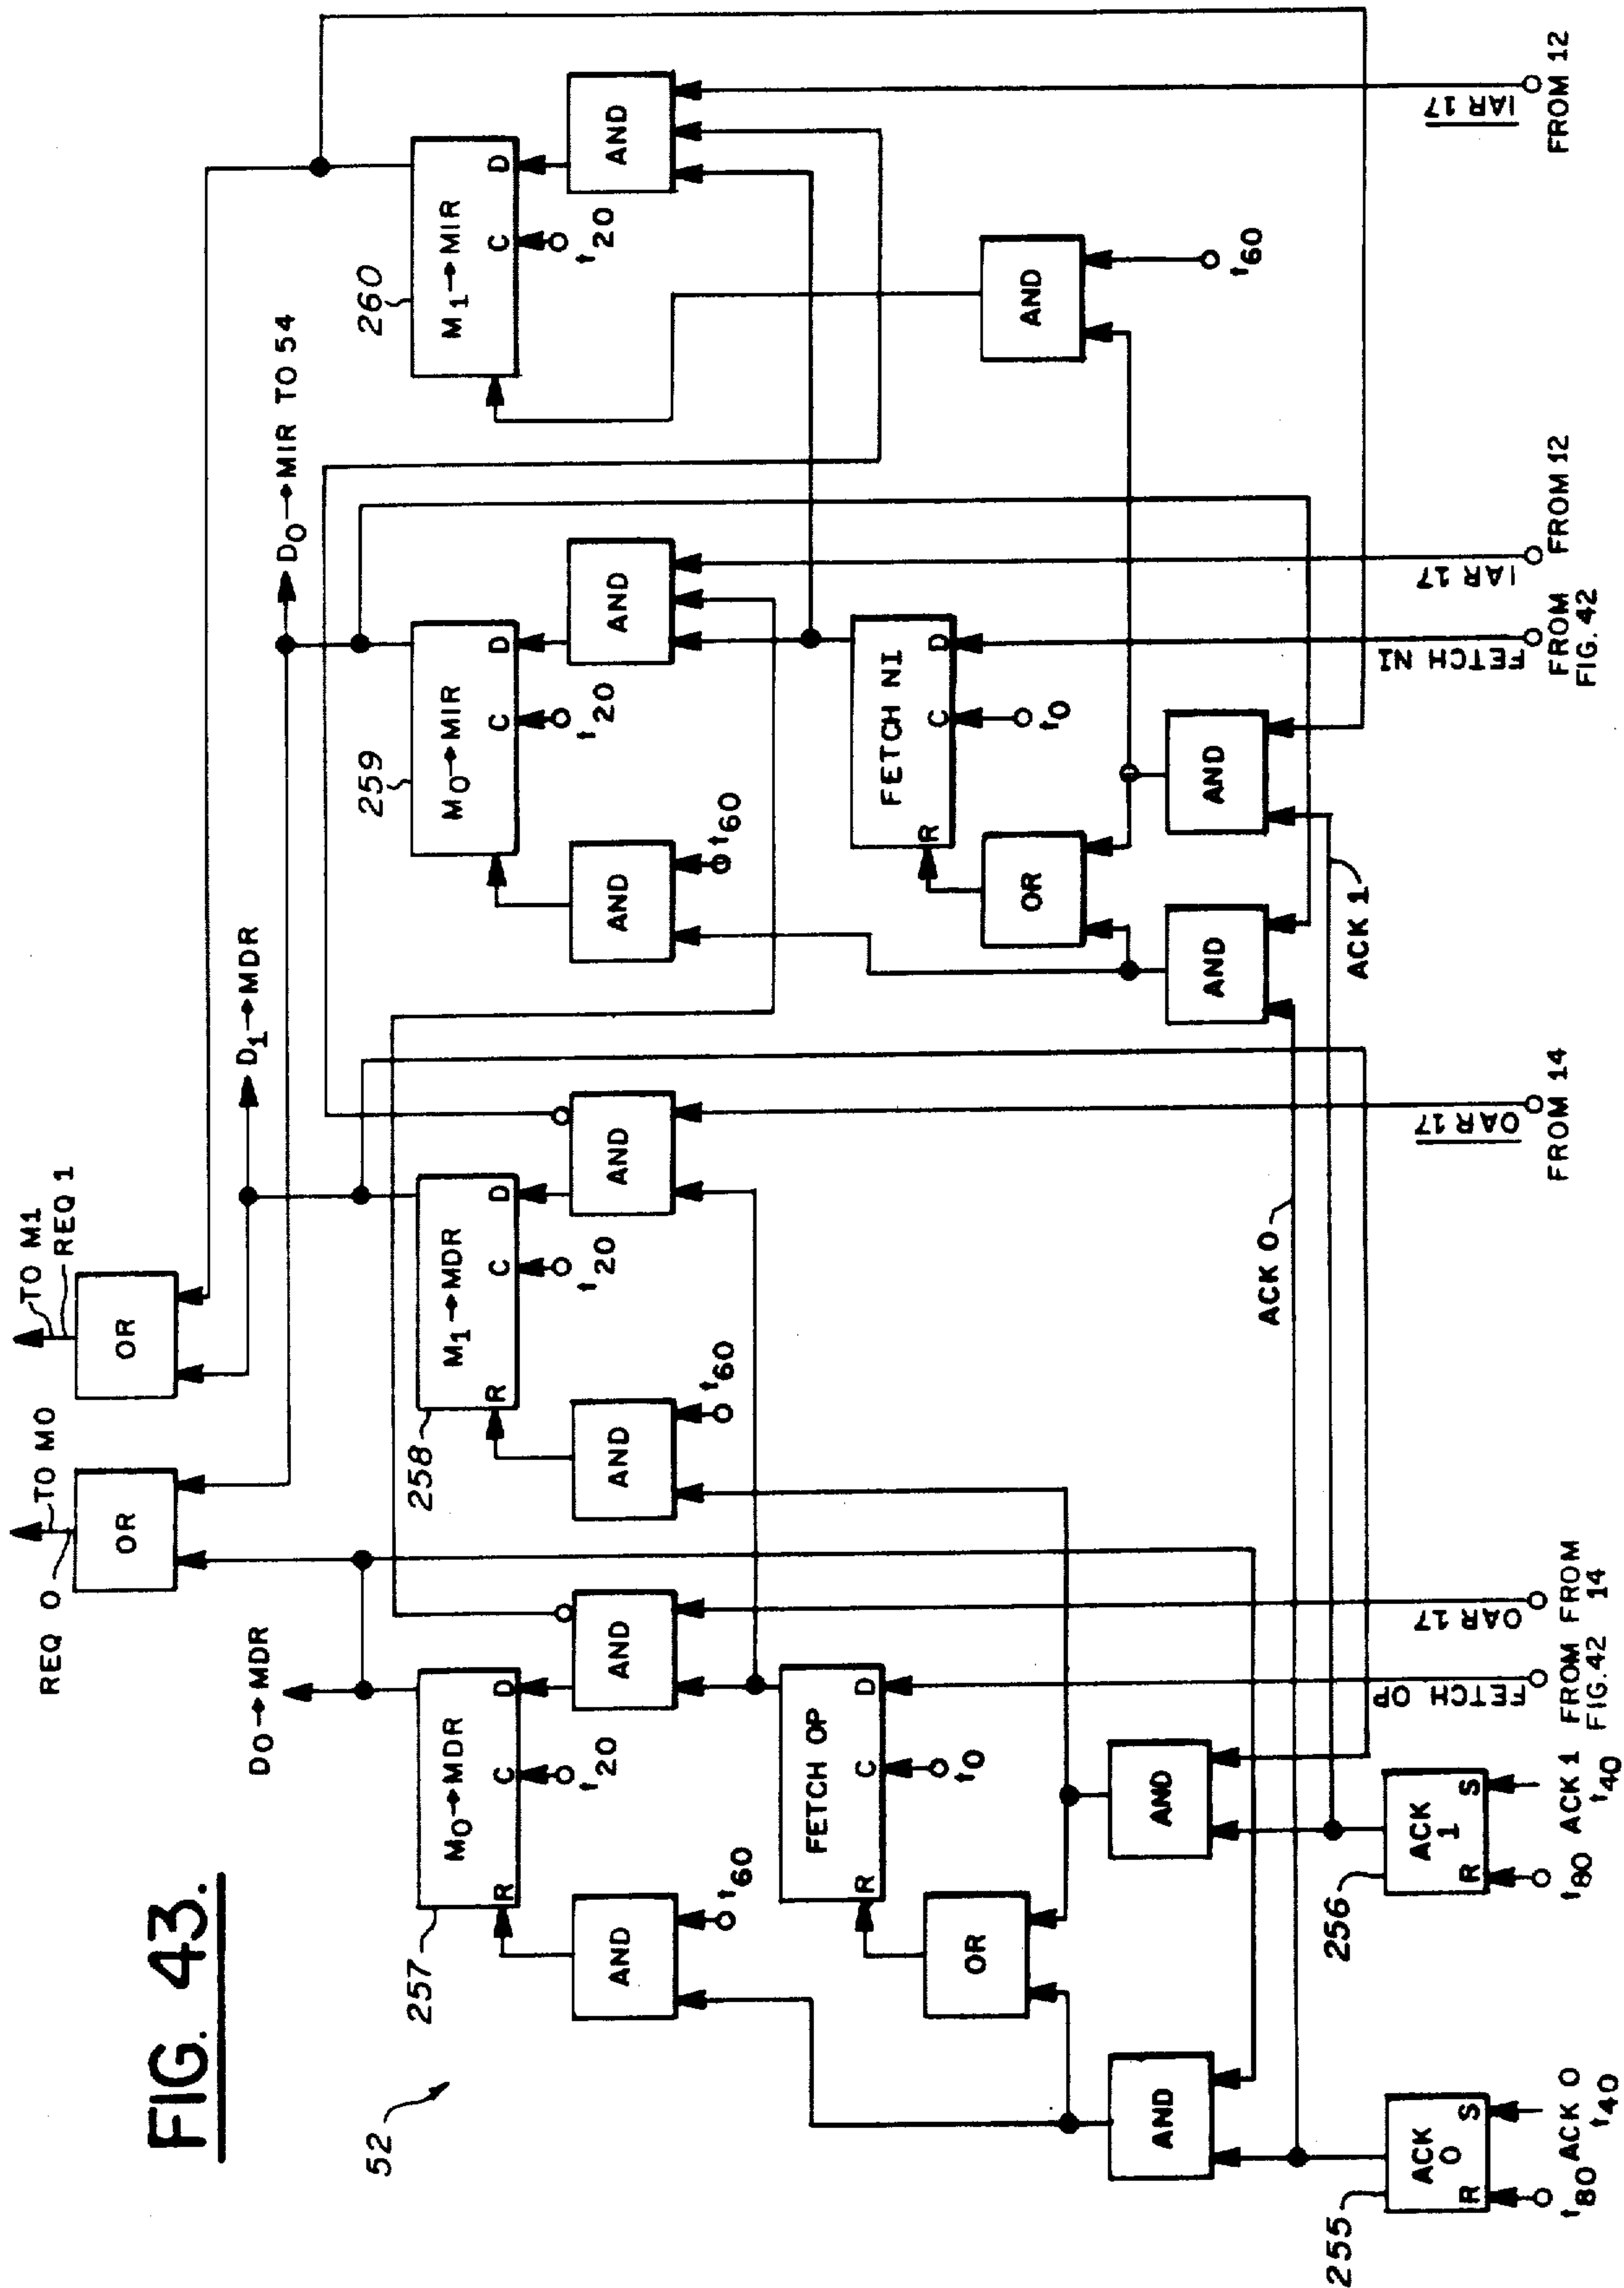 FIG. 43.
52
REQ 0
TO M0
TO M1
REQ 1
OR
OR
D0→MDR
D1→MDR
D0→MIR TO 54
257
M0→MDR
R
C
D
t20
258
M1→MDR
R
C
D
t20
259
M0→MIR
C
D
t20
260
M1→MIR
C
D
t20
AND
t60
AND
AND
t60
AND
AND
t60
AND
AND
FETCH OP
R
C
D
t0
FETCH NI
R
C
D
t0
AND
t60
OR
OR
AND
AND
AND
AND
ACK 0
ACK 1
255
ACK 0
R
S
256
ACK 1
R
S
t80
ACK 0
t40
t80
ACK 1
t40
FETCH OP
FROM FIG. 42
OAR 17
FROM 14
OAR 17
FROM 14
FETCH NI
FROM FIG. 42
IAR 17
FROM 12
IAR 17
FROM 12